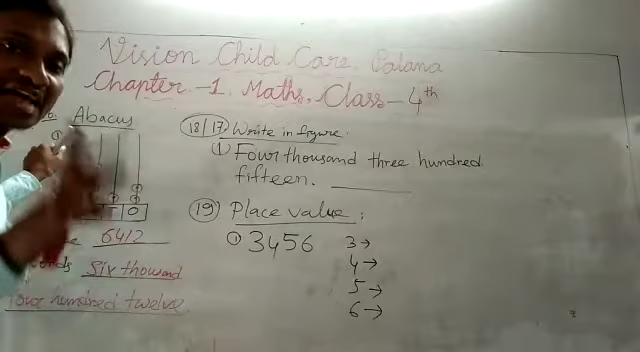 Vision Child Care, Palana
Chapter -1. Maths, Class - 4th
Abacus
①
T O
6412
Six thousand
four hundred twelve
18/17 Write in figure:
① Four thousand three hundred
fifteen.
19 Place value:
① 3456
3→
4→
5→
6→